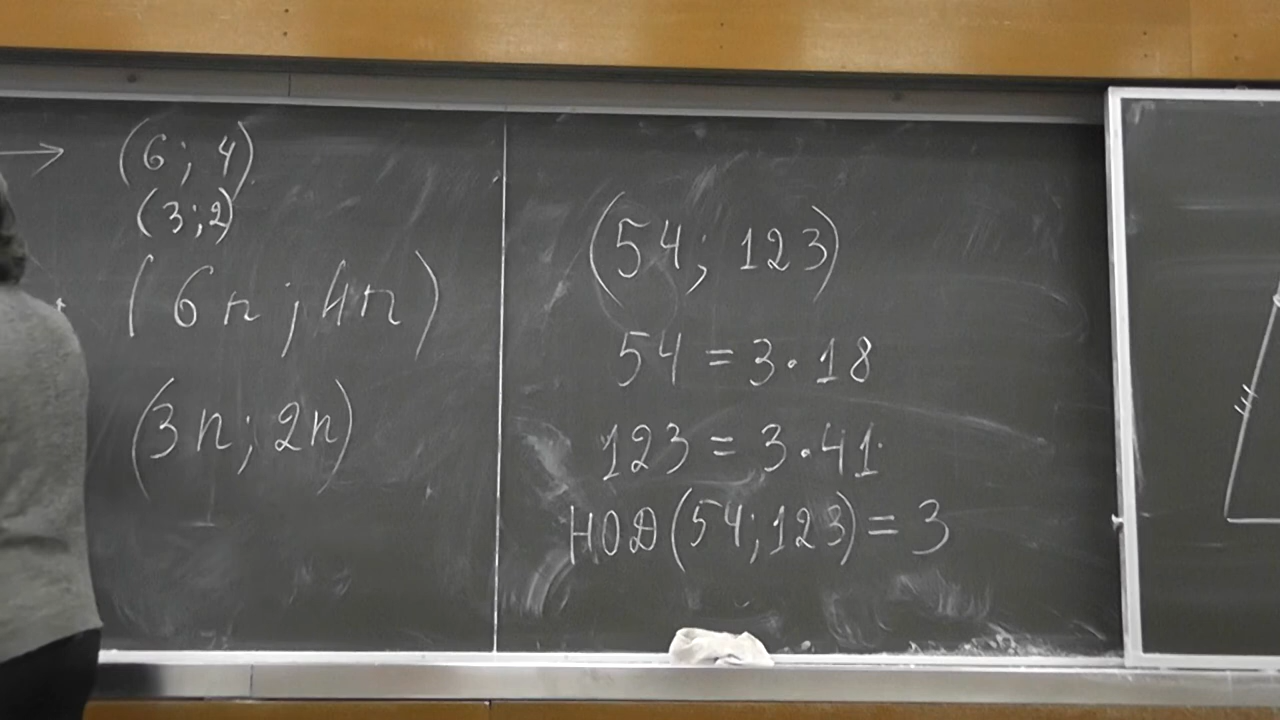 → (6; 4)
(3; 2)
(6n; 4n)
(3n; 2n)
(54; 123)
54 = 3·18
123 = 3·41
НОД(54; 123) = 3